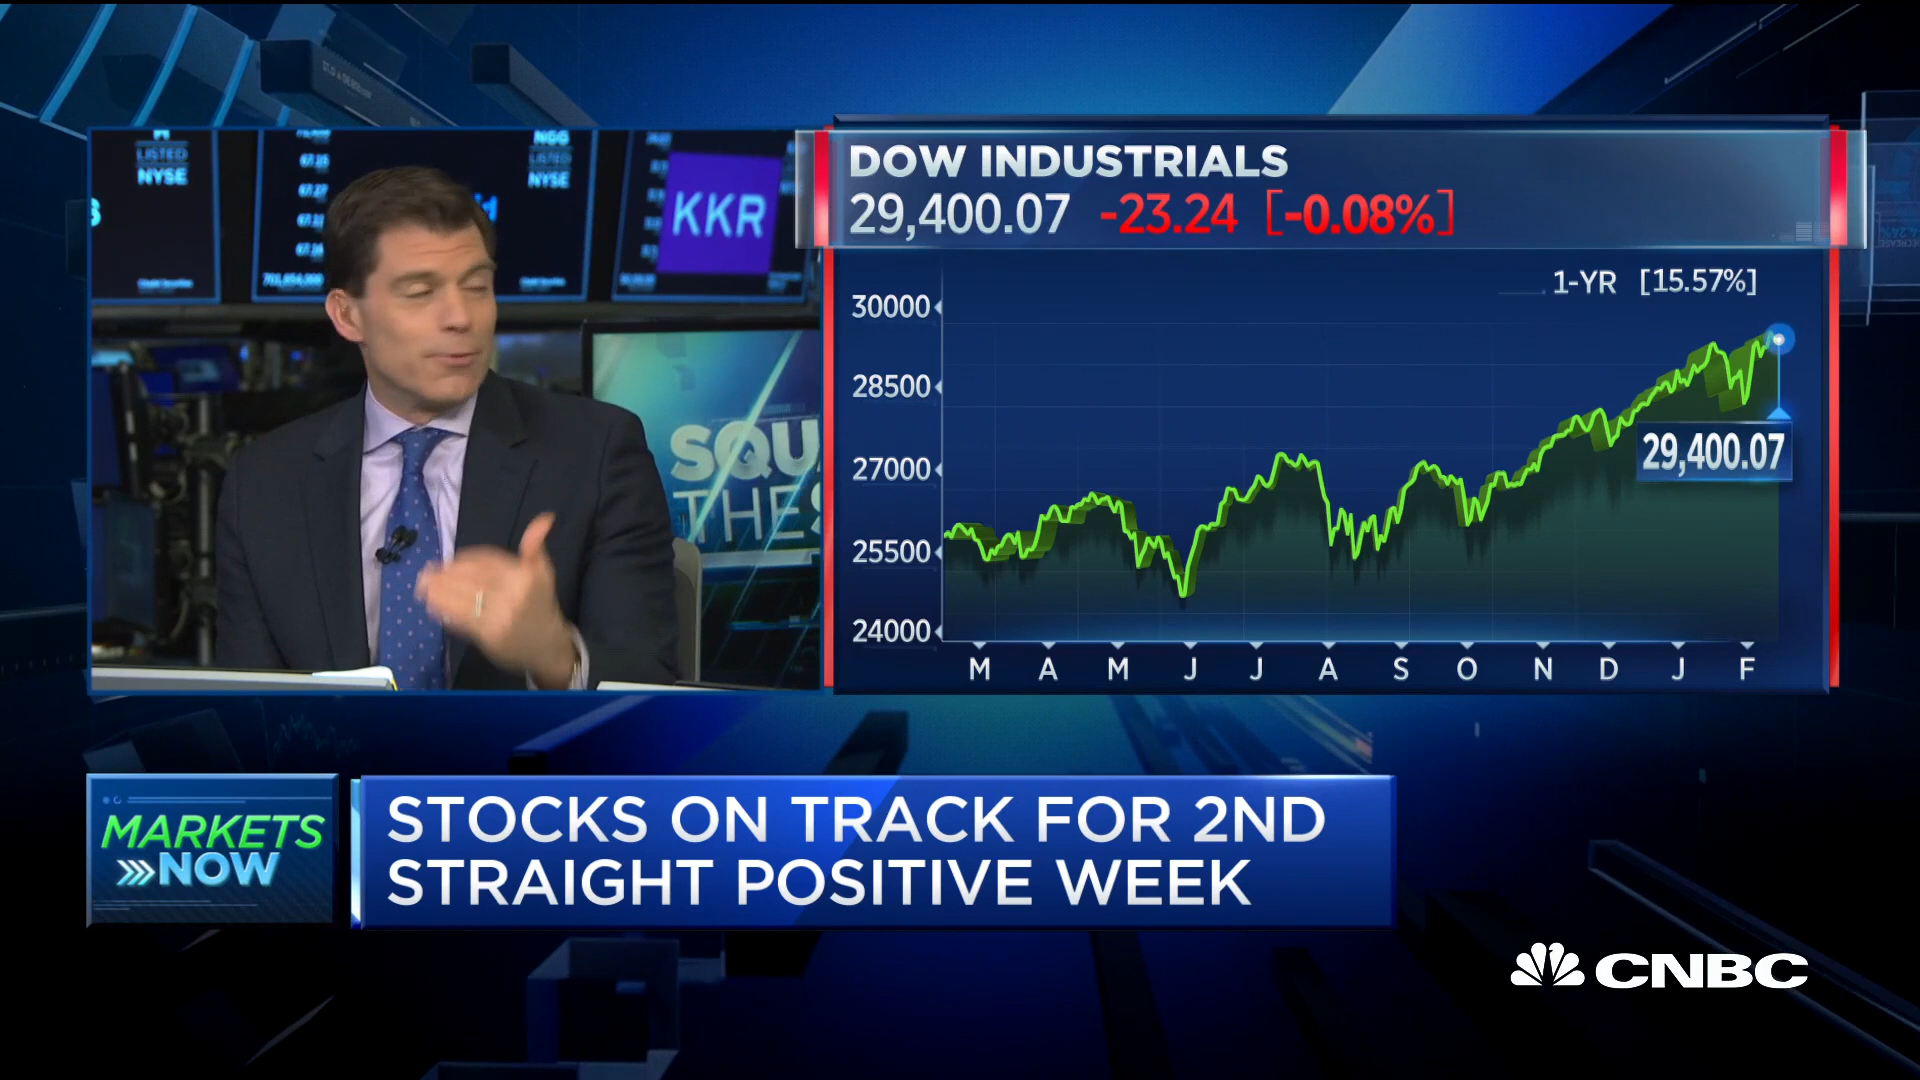 LISTED
NYSE
NGG
LISTED
NYSE
KKR
SQU
THE S
DOW INDUSTRIALS
29,400.07 -23.24 [-0.08%]
1-YR [15.57%]
30000
28500
27000
25500
24000
29,400.07
M A M J J A S O N D J F
MARKETS
NOW
STOCKS ON TRACK FOR 2ND
STRAIGHT POSITIVE WEEK
CNBC